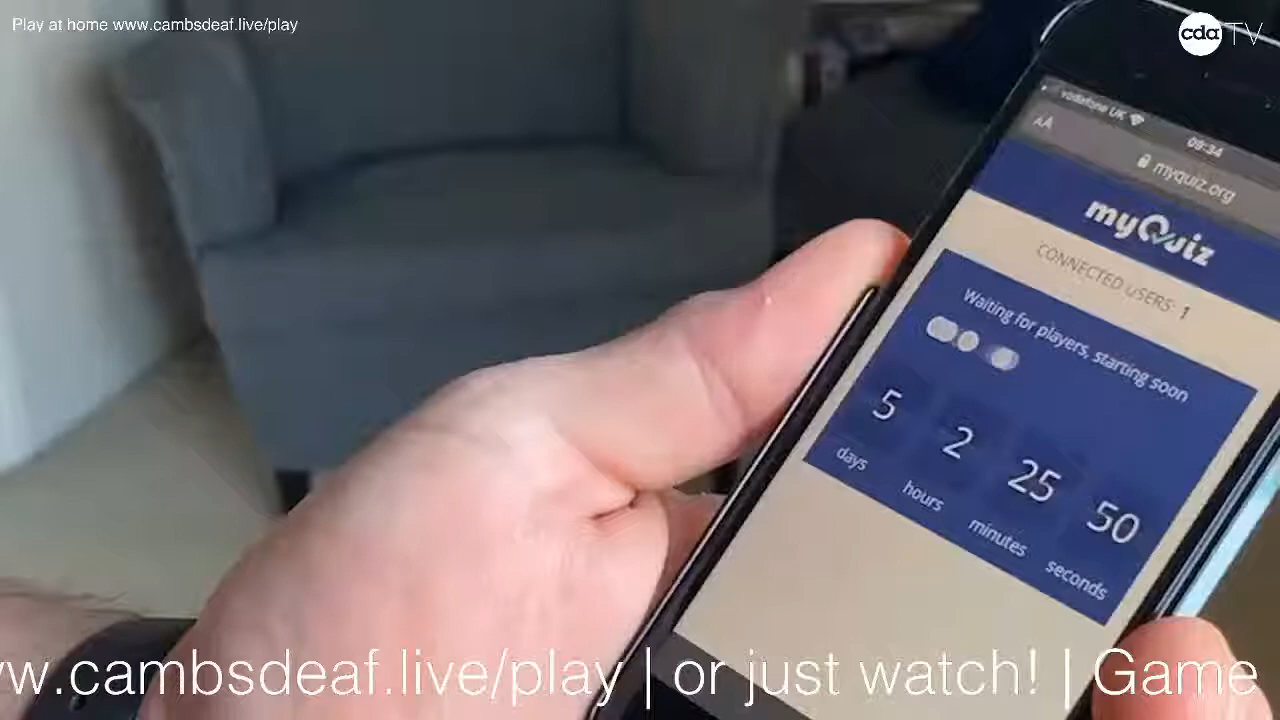 Play at home www.cambsdeaf.live/play
cda TV
vodafone UK
09:34
AA
myquiz.org
myQuiz
CONNECTED USERS: 1
Waiting for players, starting soon
5 2 25 50
days hours minutes seconds
w.cambsdeaf.live/play | or just watch! | Game